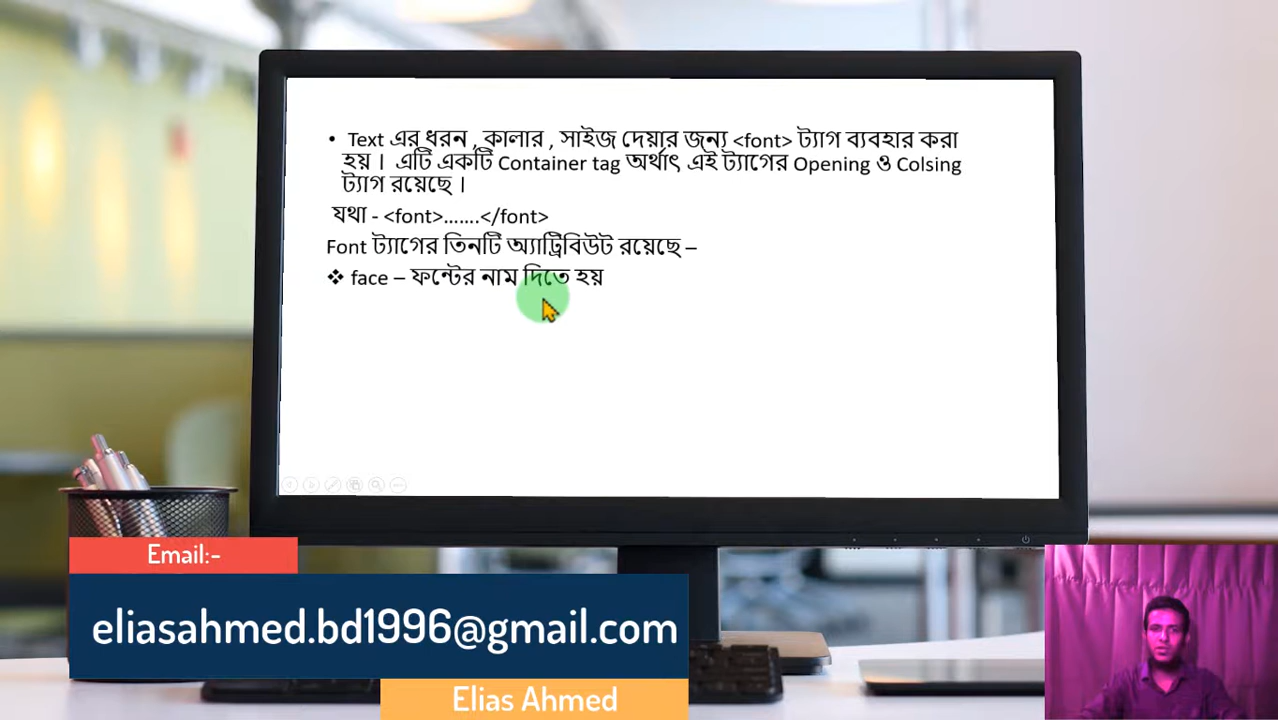 • Text এর ধরন , কালার , সাইজ দেয়ার জন্য <font> ট্যাগ ব্যবহার করা
হয় । এটি একটি Container tag অর্থাৎ এই ট্যাগের Opening ও Colsing
ট্যাগ রয়েছে ।
যথা - <font>.......</font>
Font ট্যাগের তিনটি অ্যাট্রিবিউট রয়েছে –
❖ face – ফন্টের নাম দিতে হয়
Email:-
eliasahmed.bd1996@gmail.com
Elias Ahmed